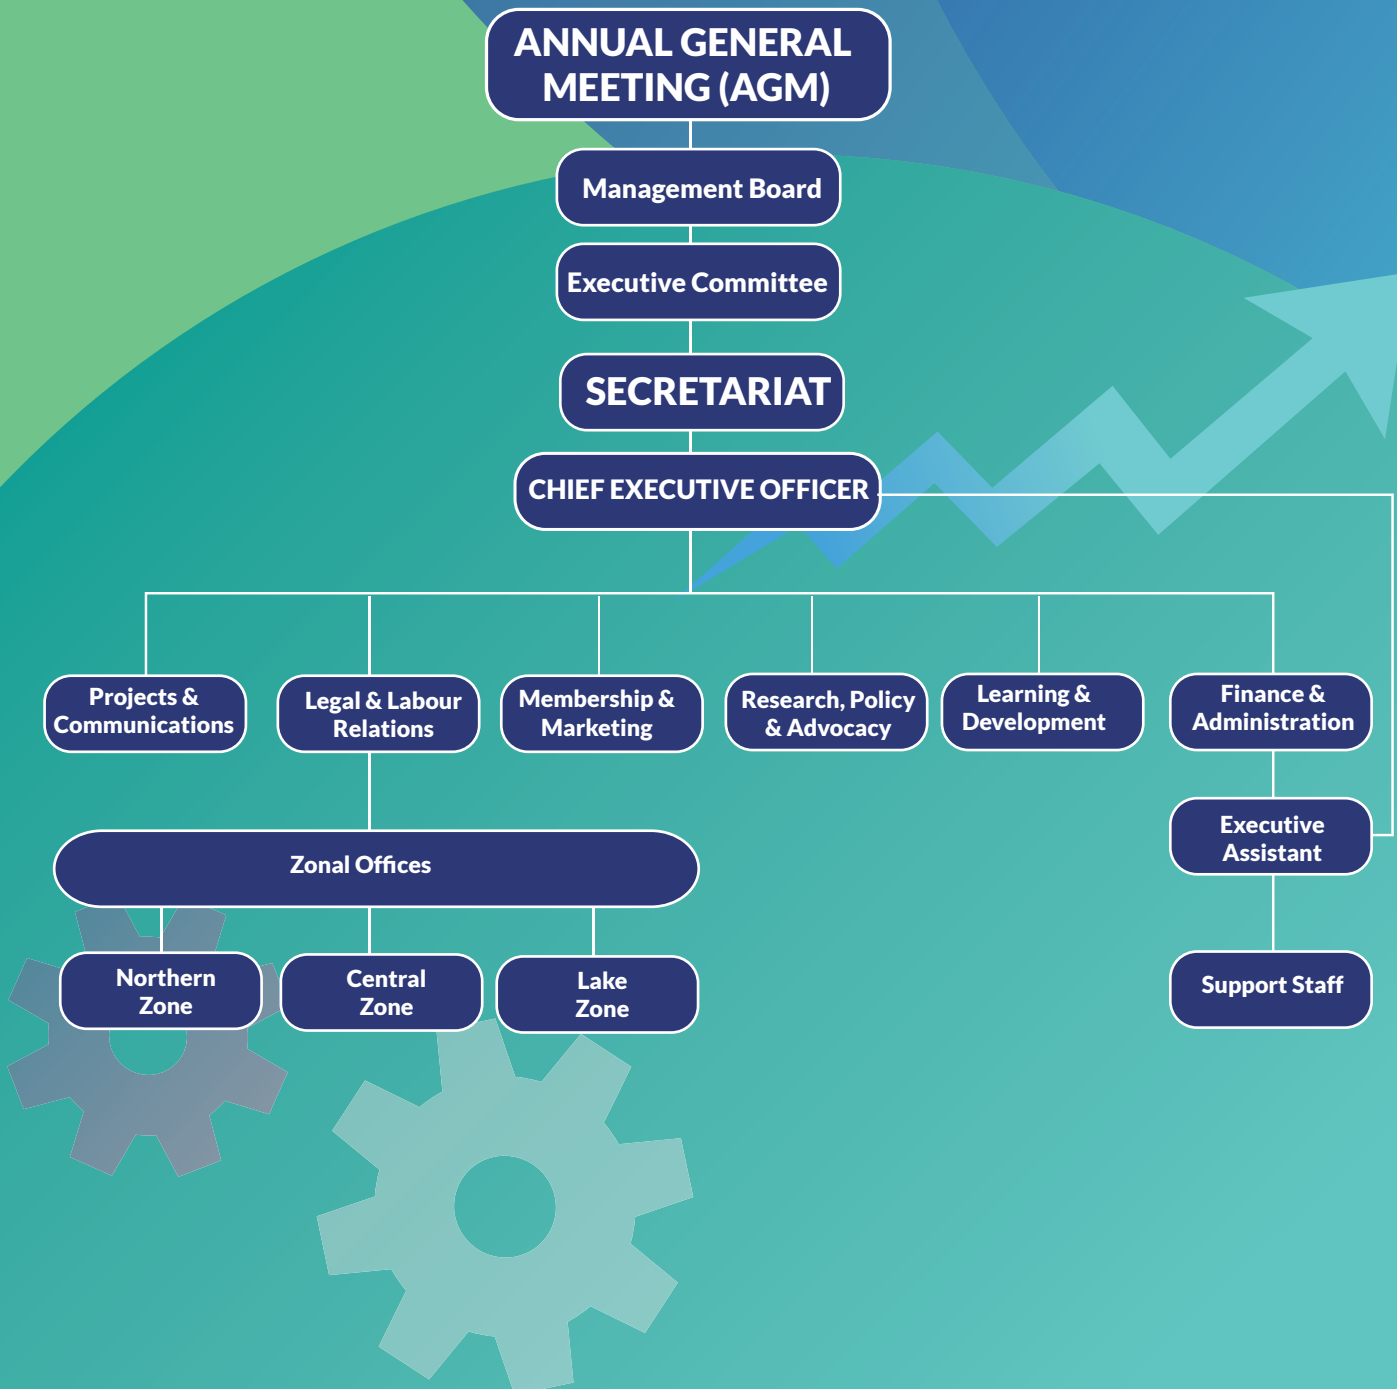 ANNUAL GENERAL
MEETING (AGM)
Management Board
Executive Committee
SECRETARIAT
CHIEF EXECUTIVE OFFICER
Projects &
Communications
Legal & Labour
Relations
Membership &
Marketing
Research, Policy
& Advocacy
Learning &
Development
Finance &
Administration
Zonal Offices
Executive
Assistant
Northern
Zone
Central
Zone
Lake
Zone
Support Staff